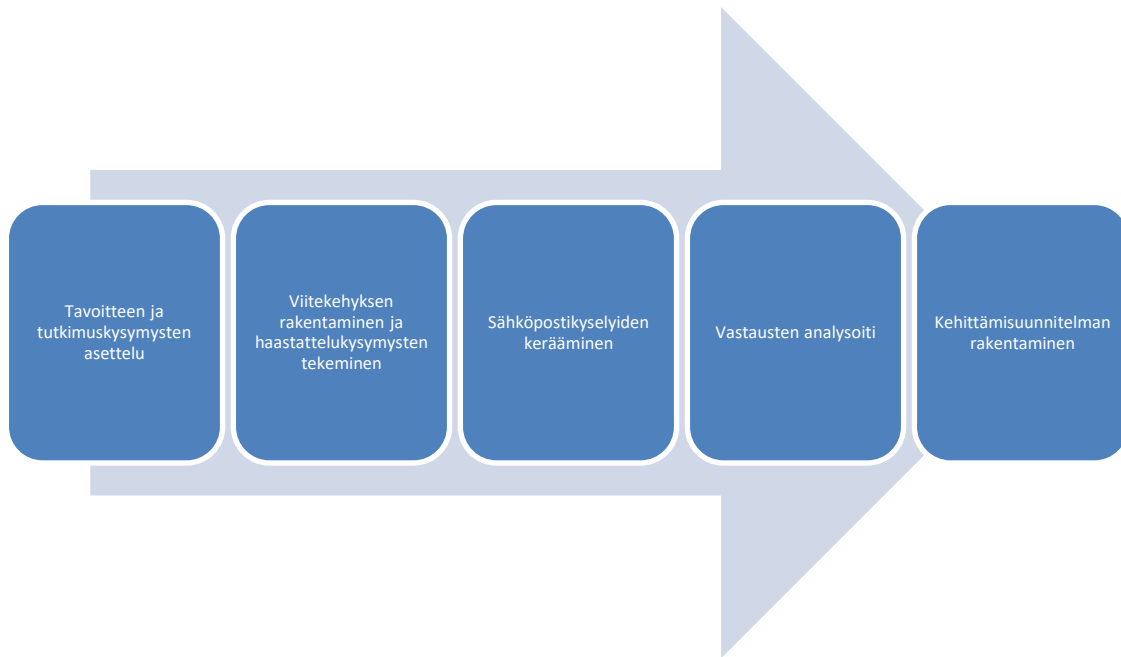 Tavoitteen ja
tutkimuskysymysten
asettelu
Viitekehyksen
rakentaminen ja
haastattelukysymysten
tekeminen
Sähköpostikyselyiden
kerääminen
Vastausten analysoiti
Kehittämisuunnitelman
rakentaminen